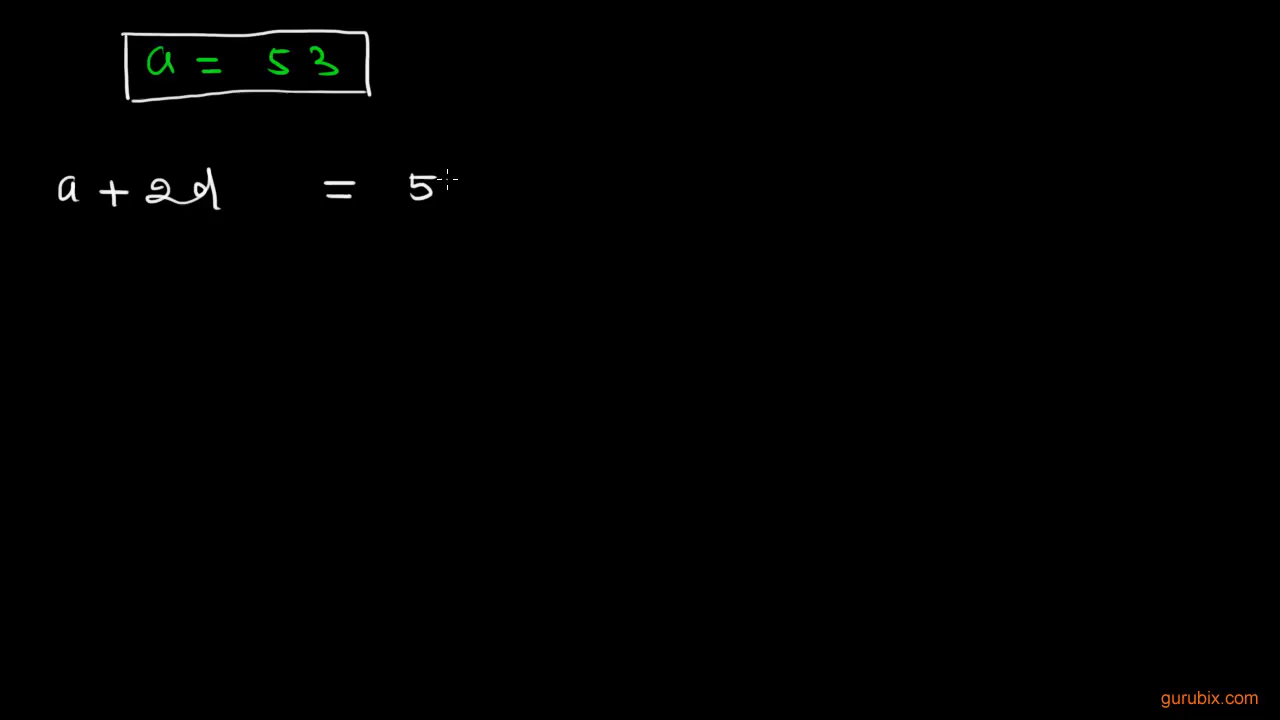 a = 53
a + 2d = 5
gurubix.com